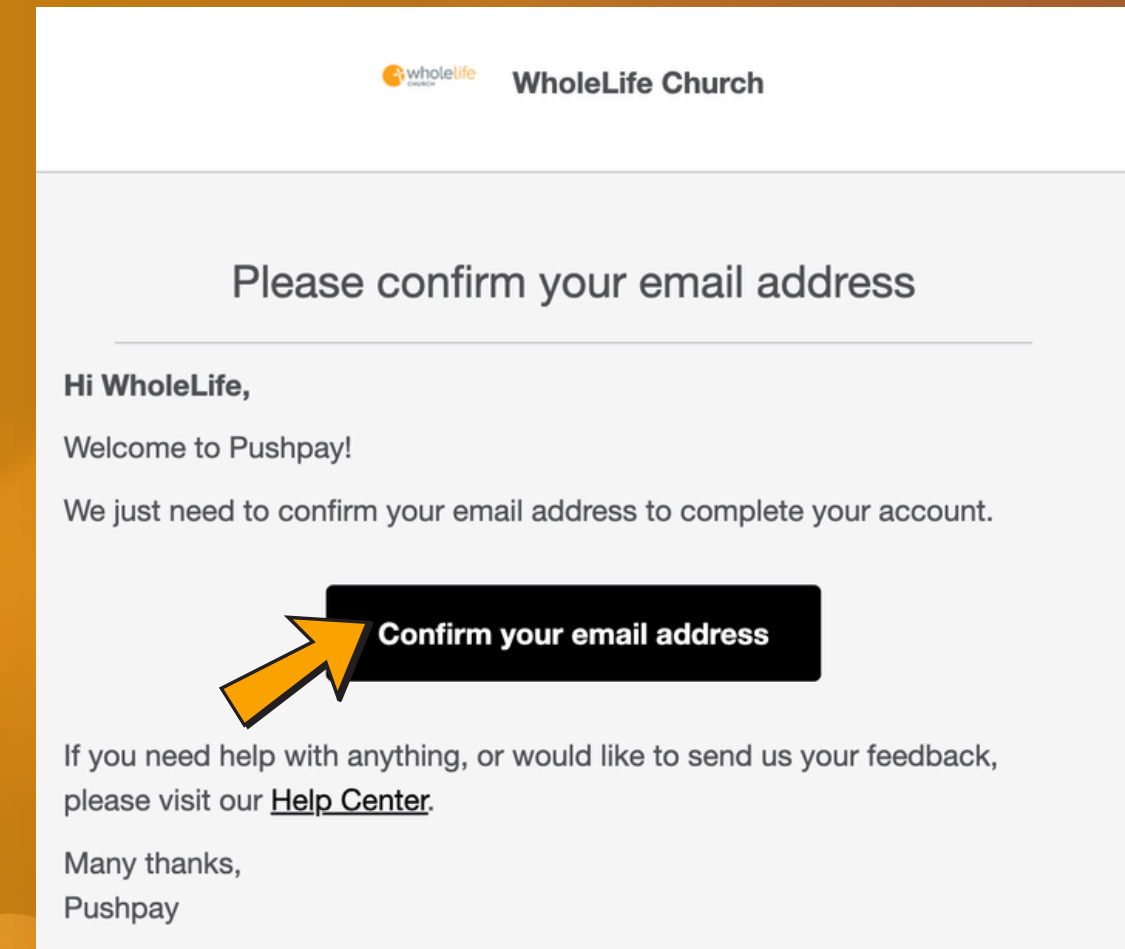 wholelife
CHURCH
WholeLife Church
Please confirm your email address
Hi WholeLife,
Welcome to Pushpay!
We just need to confirm your email address to complete your account.
Confirm your email address
If you need help with anything, or would like to send us your feedback,
please visit our Help Center.
Many thanks,
Pushpay